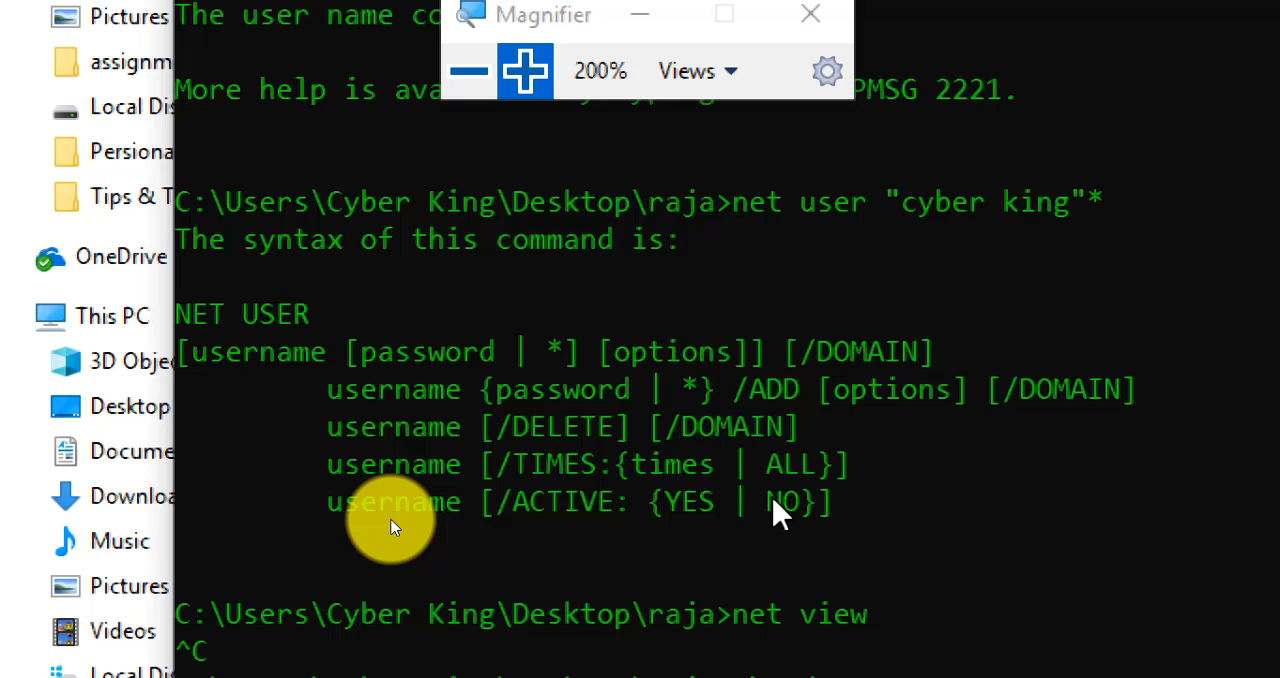 Pictures
assignm
Local Dis
Persiona
Tips & T
OneDrive
This PC
3D Obje
Desktop
Docume
Downloa
Music
Pictures
Videos
Local Dis
Magnifier
200% Views
The user name co
More help is ava PMSG 2221.
C:\Users\Cyber King\Desktop\raja>net user "cyber king"*
The syntax of this command is:
NET USER
[username [password | *] [options]] [/DOMAIN]
username {password | *} /ADD [options] [/DOMAIN]
username [/DELETE] [/DOMAIN]
username [/TIMES:{times | ALL}]
username [/ACTIVE: {YES | NO}]
C:\Users\Cyber King\Desktop\raja>net view
^C